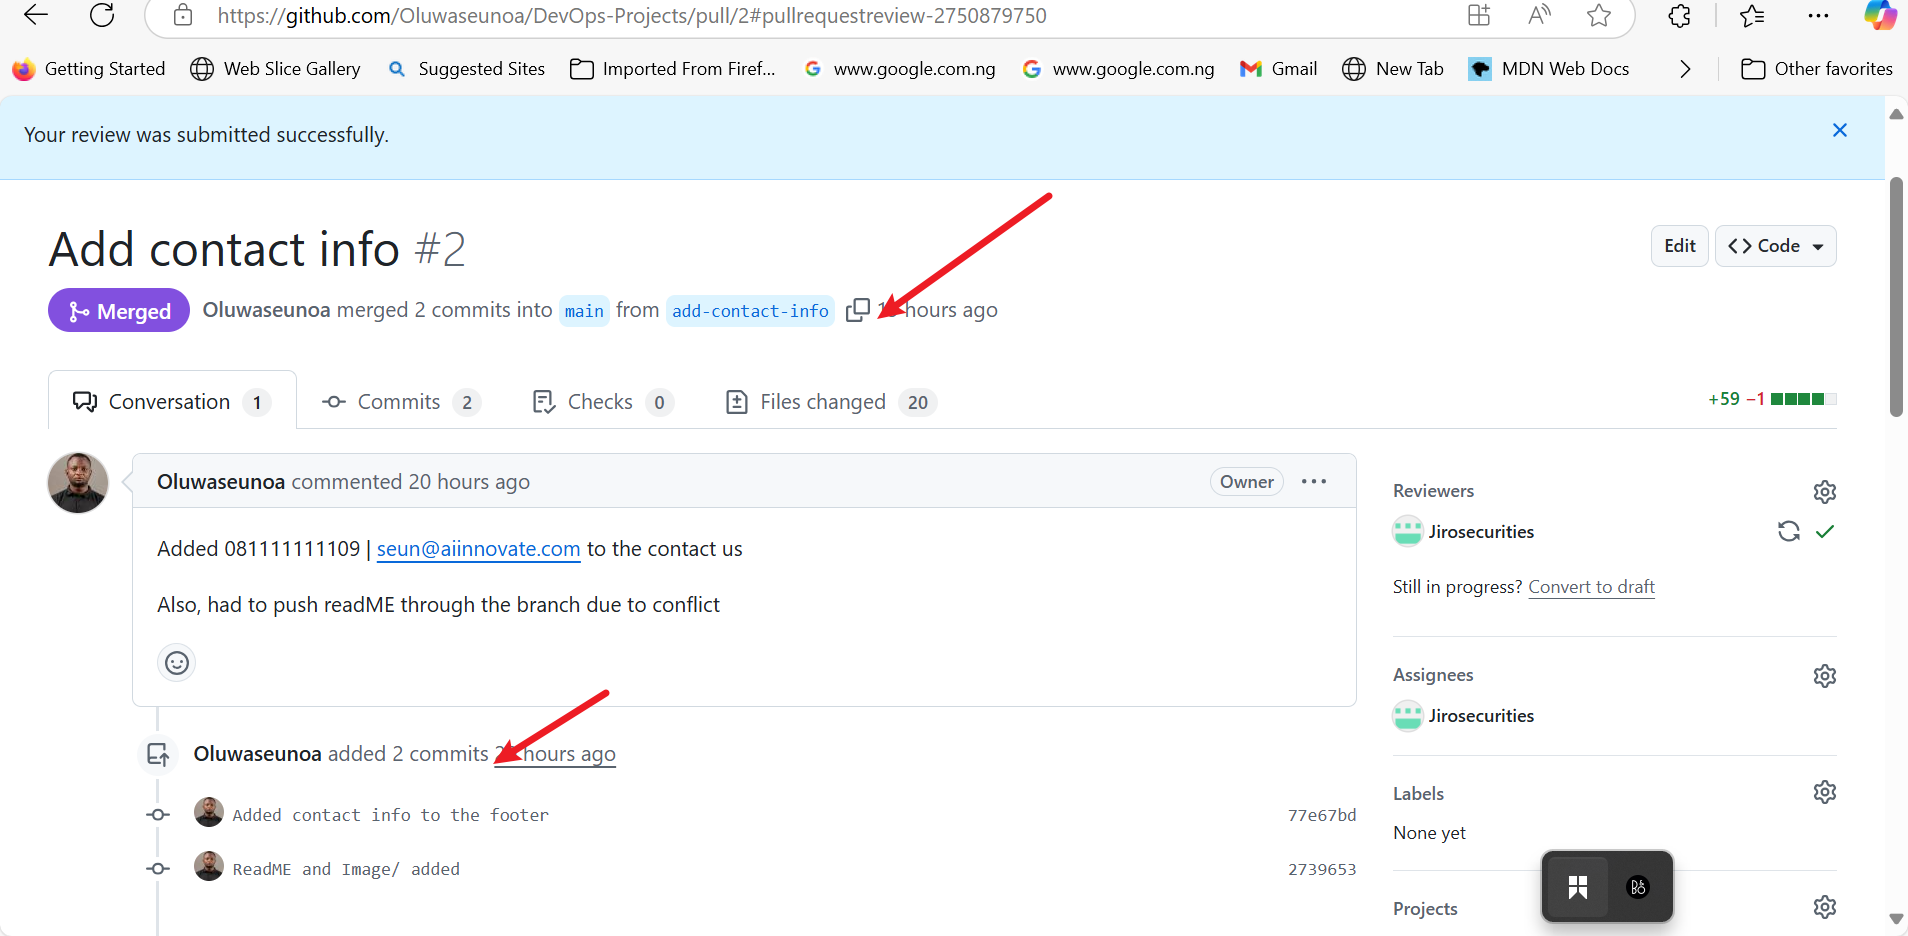 https://github.com/Oluwaseunoa/DevOps-Projects/pull/2#pullrequestreview-2750879750
Getting Started Web Slice Gallery Suggested Sites Imported From Firef... www.google.com.ng www.google.com.ng Gmail New Tab MDN Web Docs Other favorites
Your review was submitted successfully.
Add contact info #2
Edit <> Code
Merged Oluwaseunoa merged 2 commits into main from add-contact-info hours ago
Conversation 1 Commits 2 Checks 0 Files changed 20 +59 −1
Oluwaseunoa commented 20 hours ago Owner
Added 081111111109 | seun@aiinnovate.com to the contact us
Also, had to push readME through the branch due to conflict
Oluwaseunoa added 2 commits hours ago
Added contact info to the footer 77e67bd
ReadME and Image/ added 2739653
Reviewers
Jirosecurities
Still in progress? Convert to draft
Assignees
Jirosecurities
Labels
None yet
Projects